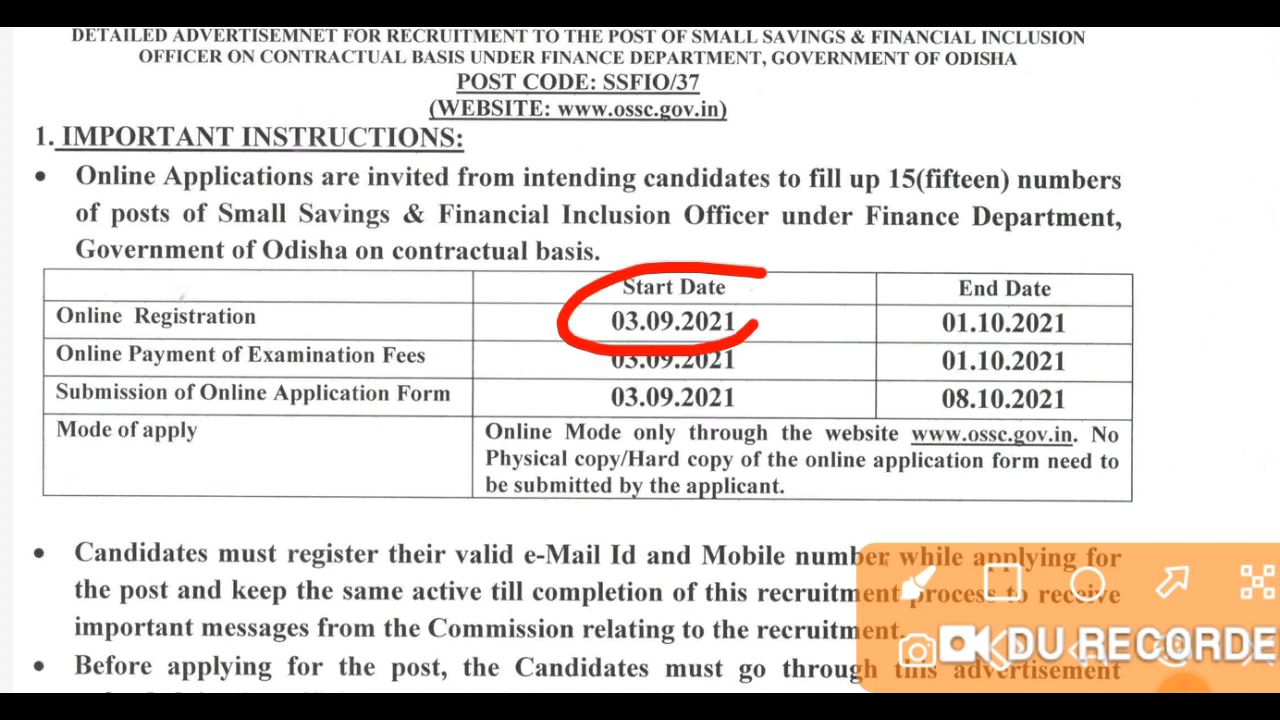 DETAILED ADVERTISEMNET FOR RECRUITMENT TO THE POST OF SMALL SAVINGS & FINANCIAL INCLUSION
OFFICER ON CONTRACTUAL BASIS UNDER FINANCE DEPARTMENT, GOVERNMENT OF ODISHA
POST CODE: SSFIO/37
(WEBSITE: www.ossc.gov.in)
1. IMPORTANT INSTRUCTIONS:
• Online Applications are invited from intending candidates to fill up 15(fifteen) numbers
of posts of Small Savings & Financial Inclusion Officer under Finance Department,
Government of Odisha on contractual basis.
Start Date End Date
Online Registration 03.09.2021 01.10.2021
Online Payment of Examination Fees 03.09.2021 01.10.2021
Submission of Online Application Form 03.09.2021 08.10.2021
Mode of apply Online Mode only through the website www.ossc.gov.in. No
Physical copy/Hard copy of the online application form need to
be submitted by the applicant.
• Candidates must register their valid e-Mail Id and Mobile number while applying for
the post and keep the same active till completion of this recruitment process to receive
important messages from the Commission relating to the recruitment.
DU RECORDE
• Before applying for the post, the Candidates must go through this advertisement